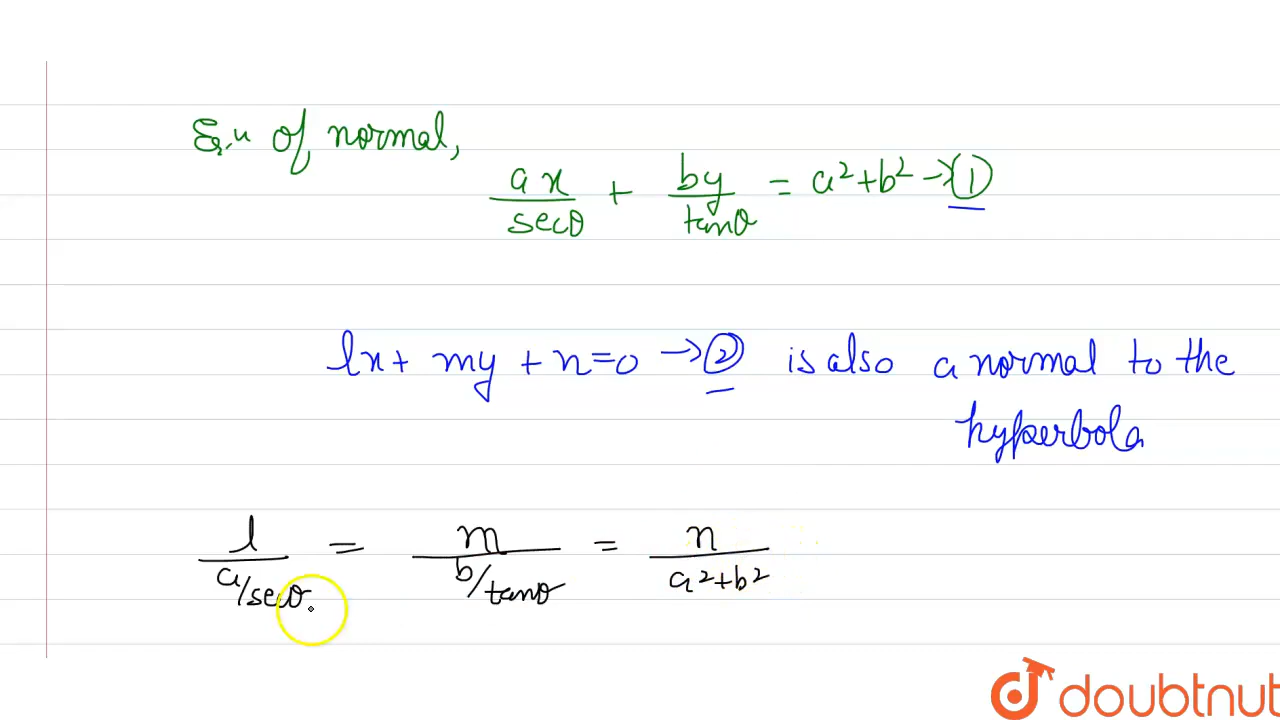 Eqn of normal,
ax/secθ + by/tanθ = a²+b² → ①
lx + my + n = 0 → ② is also a normal to the
hyperbola
l/(a/secθ) = m/(b/tanθ) = n/(a²+b²)
doubtnut